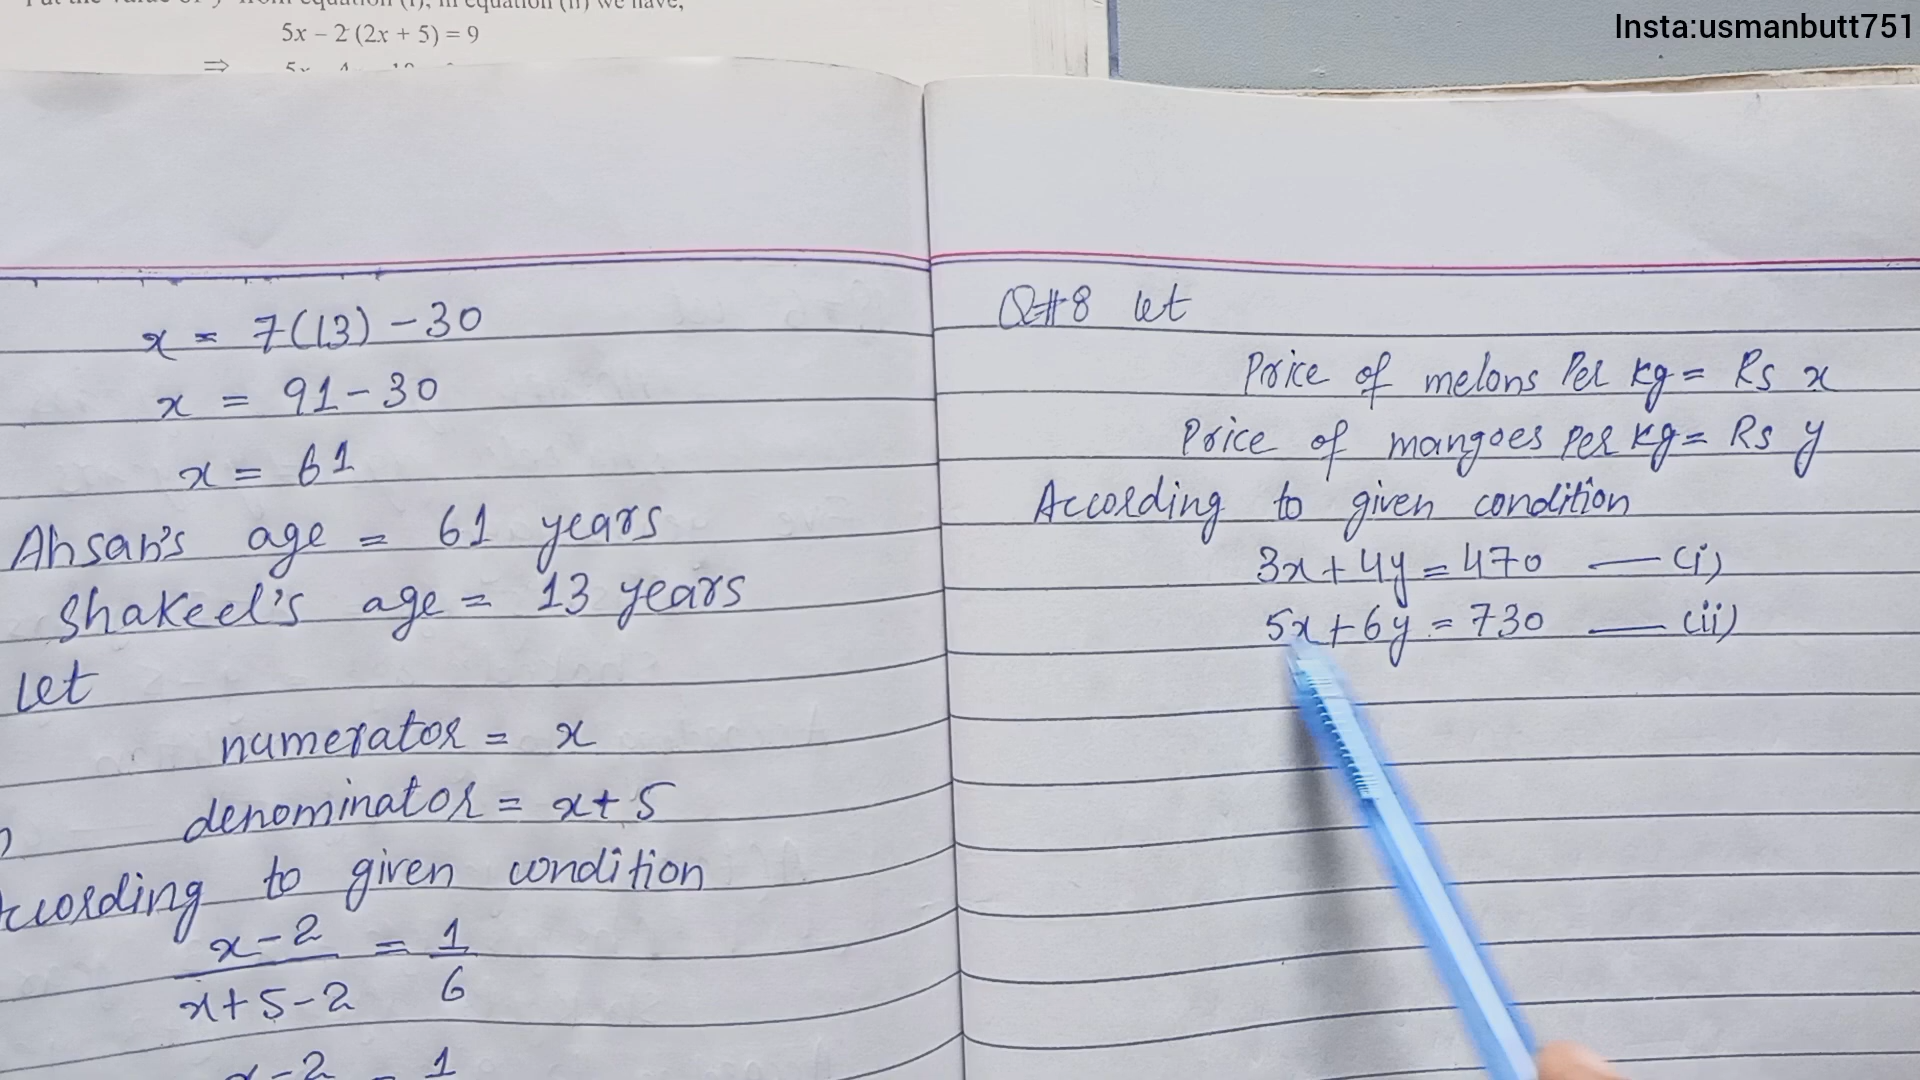 Insta:usmanbutt751
5x – 2 (2x + 5) = 9
⇒
x = 7(13) - 30
x = 91 - 30
x = 61
Ahsan's age = 61 years
Shakeel's age = 13 years
Let
numerator = x
denominator = x + 5
According to given condition
x - 2 / x + 5 - 2 = 1 / 6
x - 2 = 1
Q#8 let
Price of melons Per kg = Rs x
Price of mangoes Per kg = Rs y
According to given condition
3x + 4y = 470 — (i)
5x + 6y = 730 — (ii)